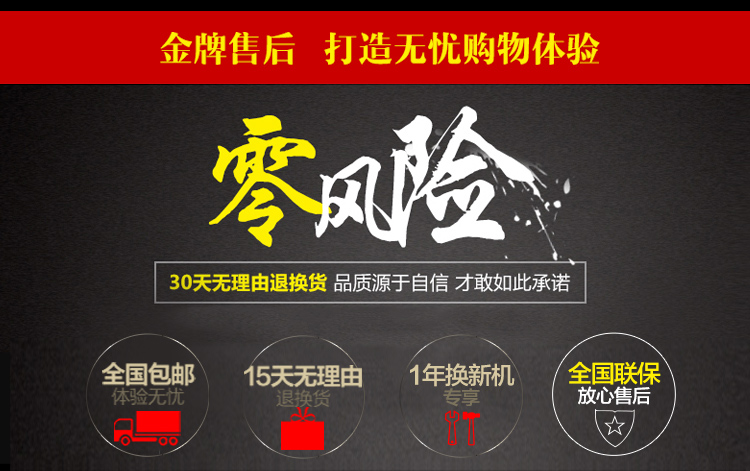 金牌售后 打造无忧购物体验
零风险
30天无理由退换货 品质源于自信 才敢如此承诺
全国包邮
体验无忧
15天无理由
退换货
1年换新机
专享
全国联保
放心售后